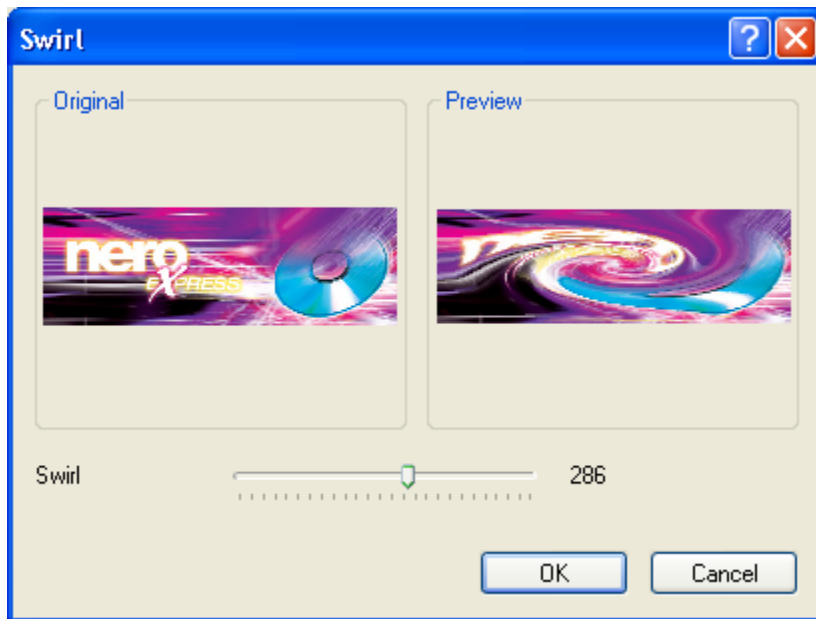 Swirl
Original
Preview
nero
EXPRESS
Swirl
286
OK
Cancel